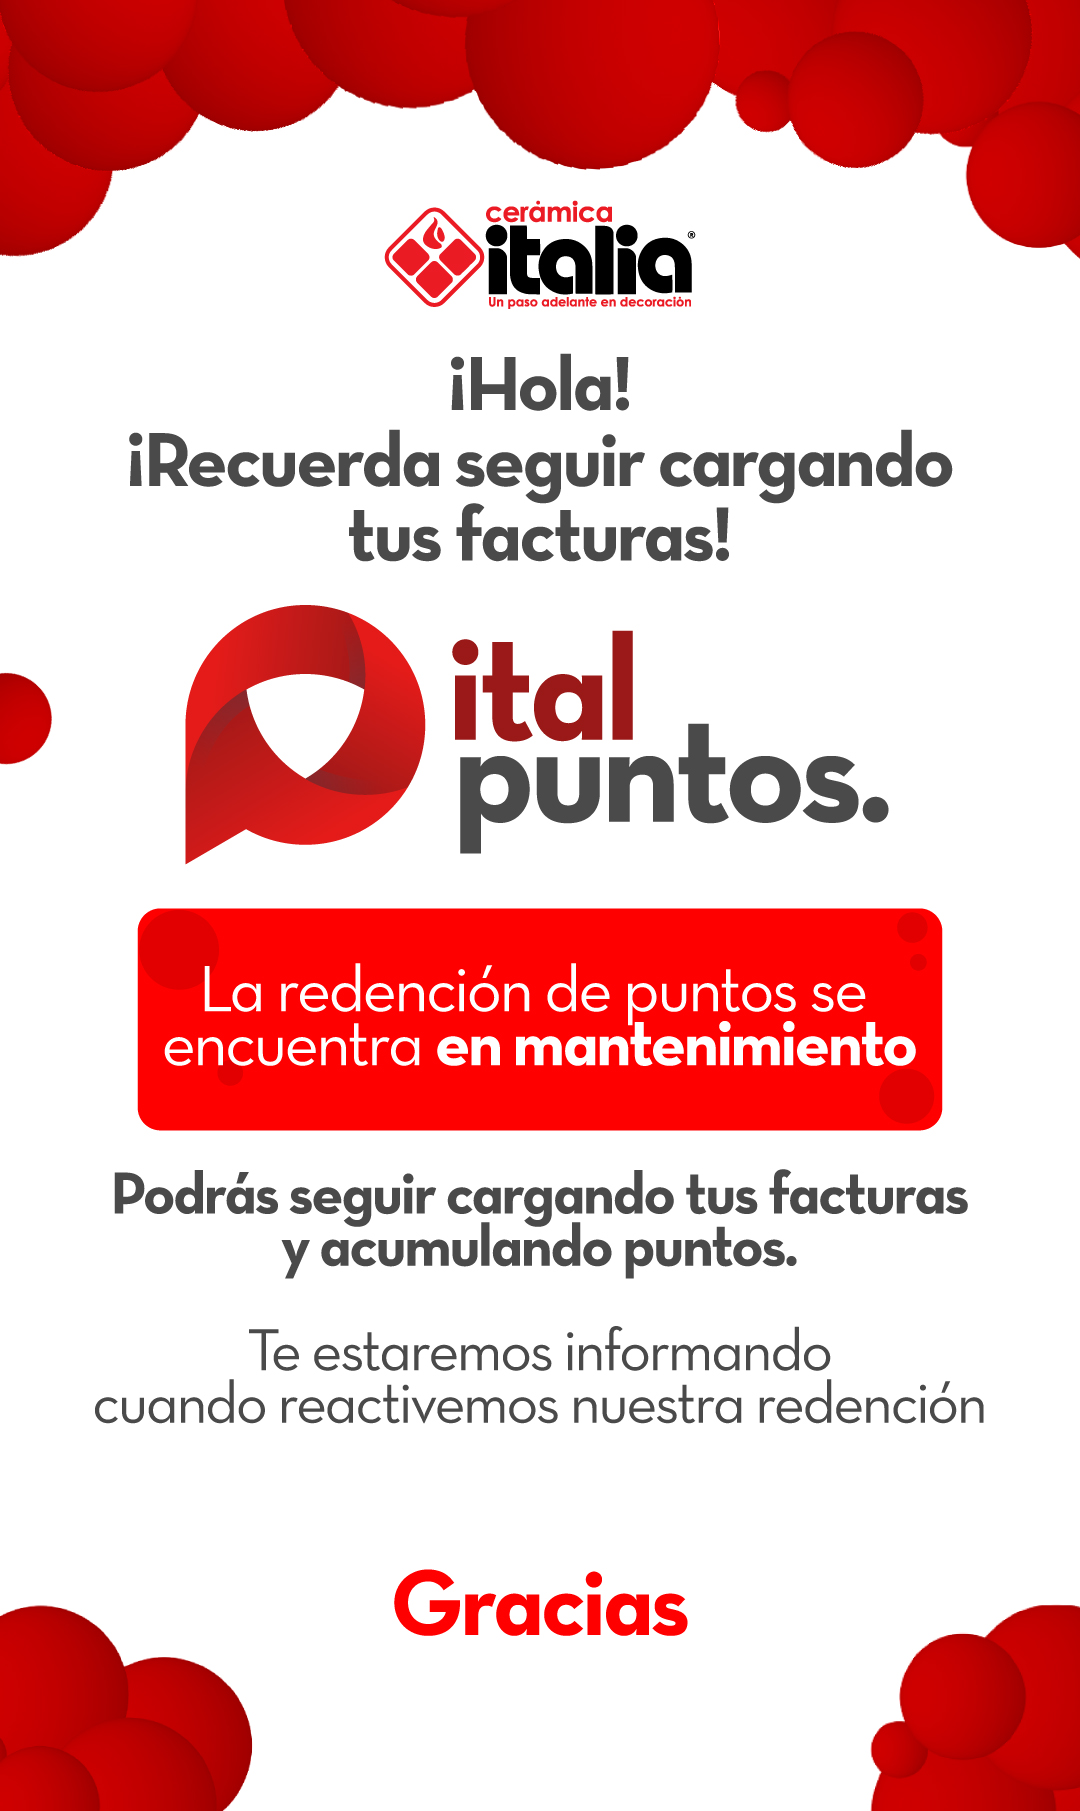 cerámica
italia®
Un paso adelante en decoración
¡Hola!
¡Recuerda seguir cargando
tus facturas!
ital
puntos.
La redención de puntos se
encuentra en mantenimiento
Podrás seguir cargando tus facturas
y acumulando puntos.
Te estaremos informando
cuando reactivemos nuestra redención
Gracias